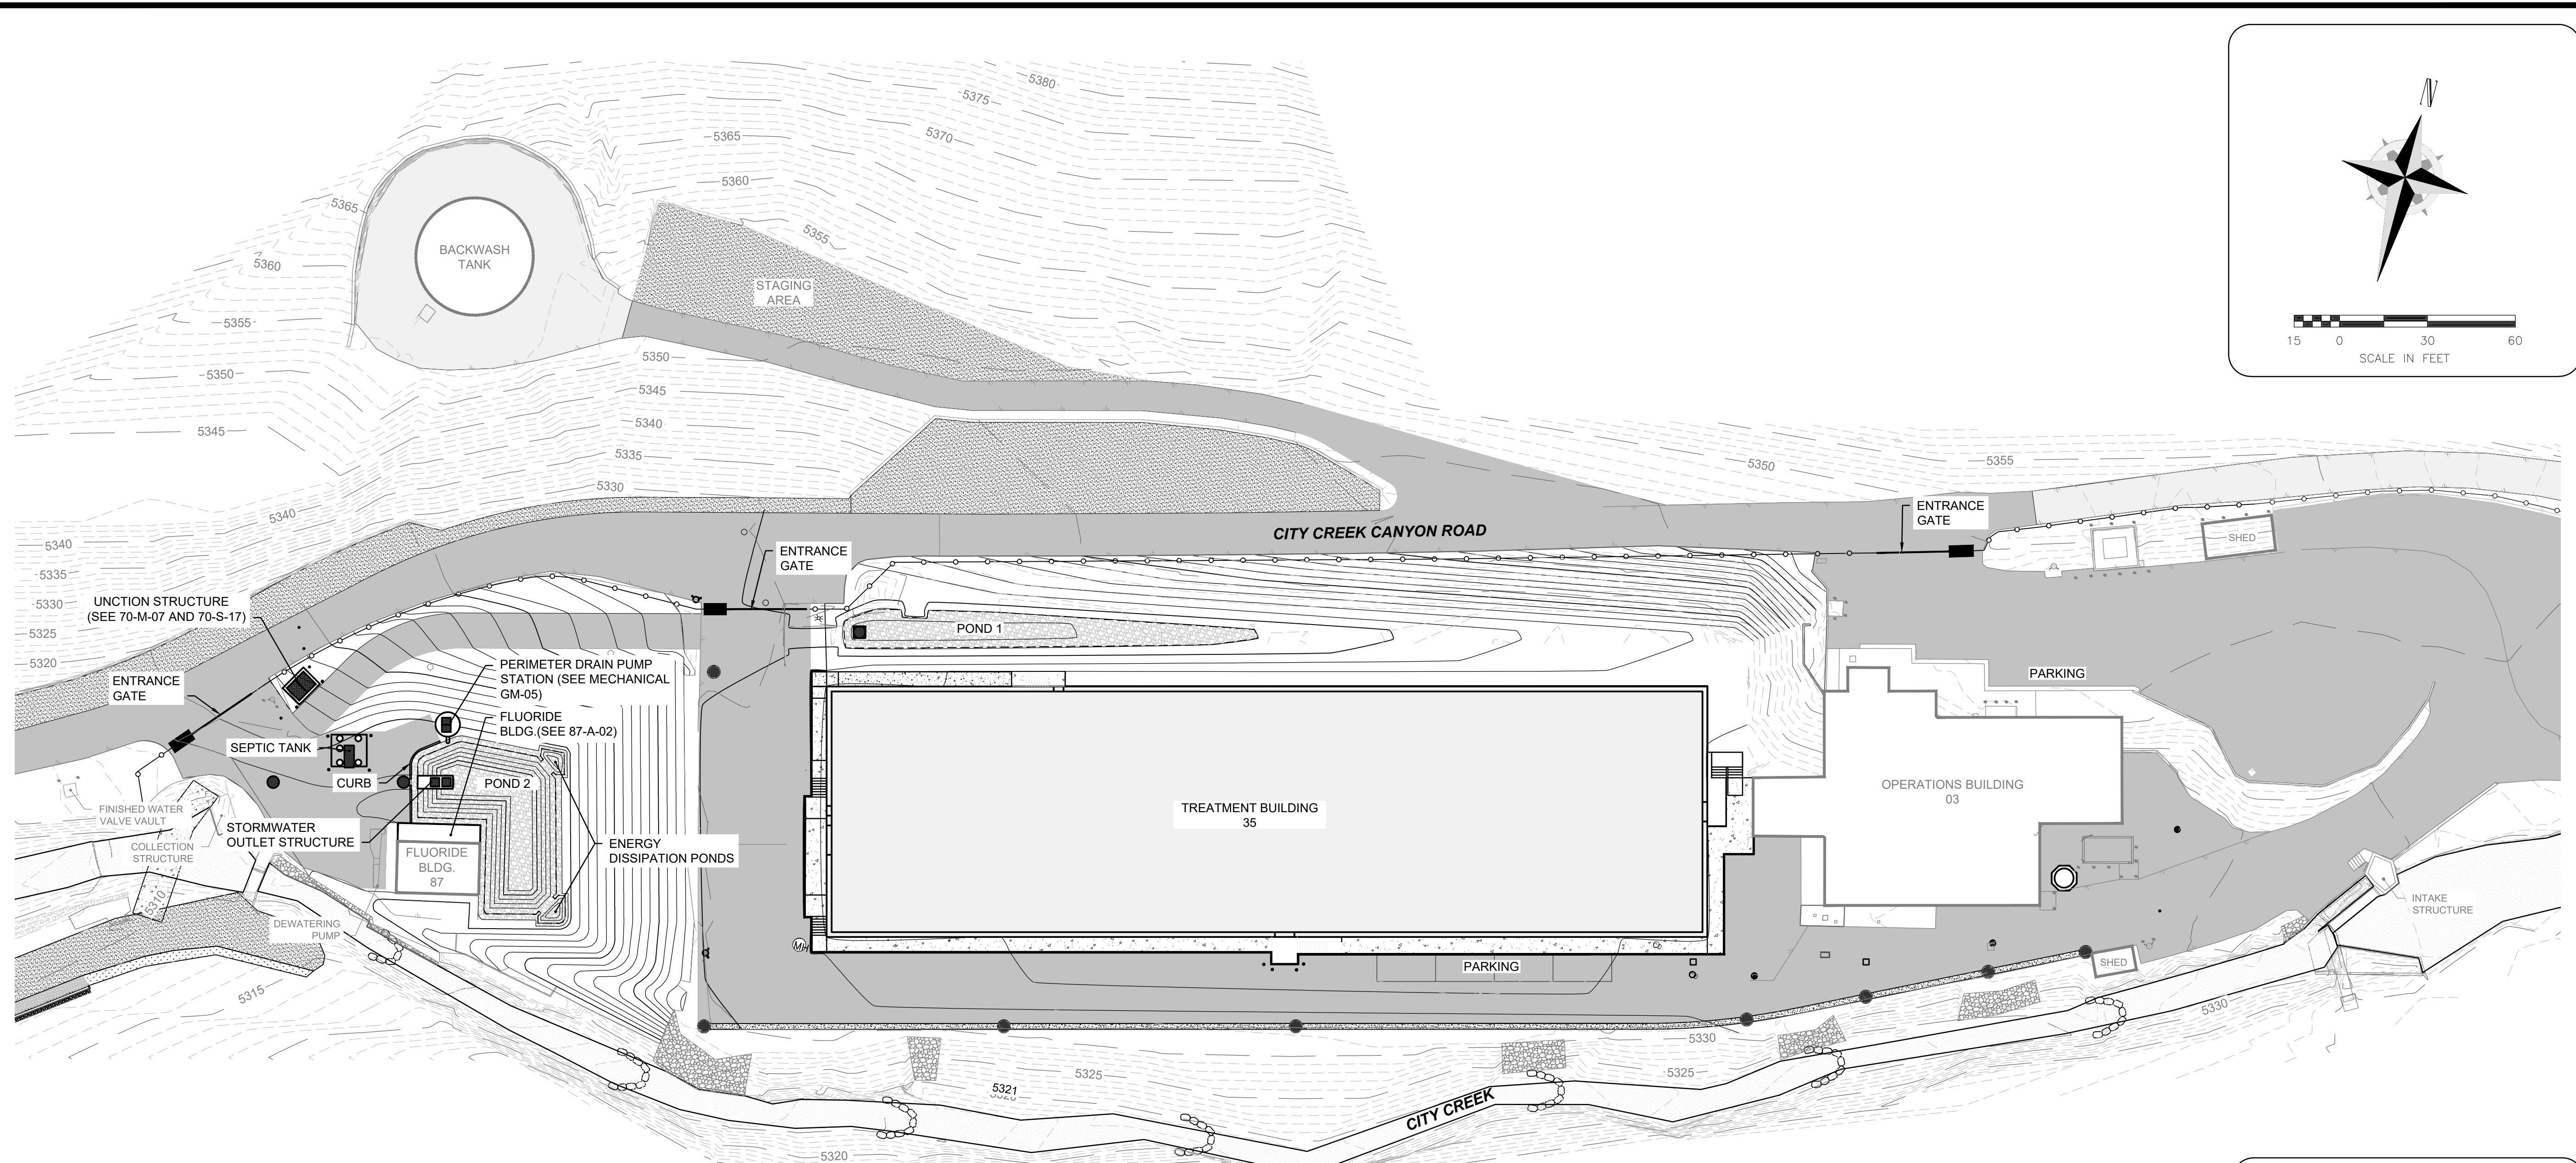 5380
5375
5370
5365
5360
5355
5365
5360
5355
5350
5345
BACKWASH
TANK
STAGING
AREA
5350
5345
5340
5335
5330
5340
5340
5335
5330
5325
5320
N
15 0 30 60
SCALE IN FEET
5350
5355
CITY CREEK CANYON ROAD
ENTRANCE
GATE
SHED
ENTRANCE
GATE
UNCTION STRUCTURE
(SEE 70-M-07 AND 70-S-17)
ENTRANCE
GATE
POND 1
PERIMETER DRAIN PUMP
STATION (SEE MECHANICAL
GM-05)
FLUORIDE
BLDG.(SEE 87-A-02)
SEPTIC TANK
CURB
POND 2
PARKING
OPERATIONS BUILDING
03
TREATMENT BUILDING
35
FINISHED WATER
VALVE VAULT
COLLECTION
STRUCTURE
STORMWATER
OUTLET STRUCTURE
FLUORIDE
BLDG.
87
ENERGY
DISSIPATION PONDS
5310
DEWATERING
PUMP
MH
PARKING
SHED
INTAKE
STRUCTURE
5315
5330
5330
5325
5325
5321
5320
CITY CREEK
5320